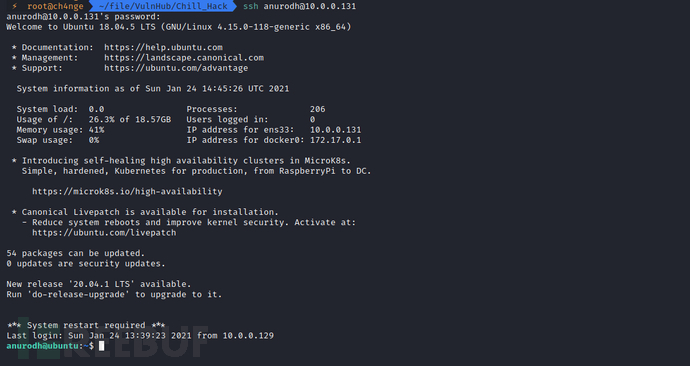 ⚡ root@ch4nge ~/file/VulnHub/Chill_Hack ssh anurodh@10.0.0.131
anurodh@10.0.0.131's password:
Welcome to Ubuntu 18.04.5 LTS (GNU/Linux 4.15.0-118-generic x86_64)
* Documentation: https://help.ubuntu.com
* Management: https://landscape.canonical.com
* Support: https://ubuntu.com/advantage
System information as of Sun Jan 24 14:45:26 UTC 2021
System load: 0.0 Processes: 206
Usage of /: 26.3% of 18.57GB Users logged in: 0
Memory usage: 41% IP address for ens33: 10.0.0.131
Swap usage: 0% IP address for docker0: 172.17.0.1
* Introducing self-healing high availability clusters in MicroK8s.
Simple, hardened, Kubernetes for production, from RaspberryPi to DC.
https://microk8s.io/high-availability
* Canonical Livepatch is available for installation.
- Reduce system reboots and improve kernel security. Activate at:
https://ubuntu.com/livepatch
54 packages can be updated.
0 updates are security updates.
New release '20.04.1 LTS' available.
Run 'do-release-upgrade' to upgrade to it.
*** System restart required ***
Last login: Sun Jan 24 13:39:23 2021 from 10.0.0.129
anurodh@ubuntu:~$
FREEBUF